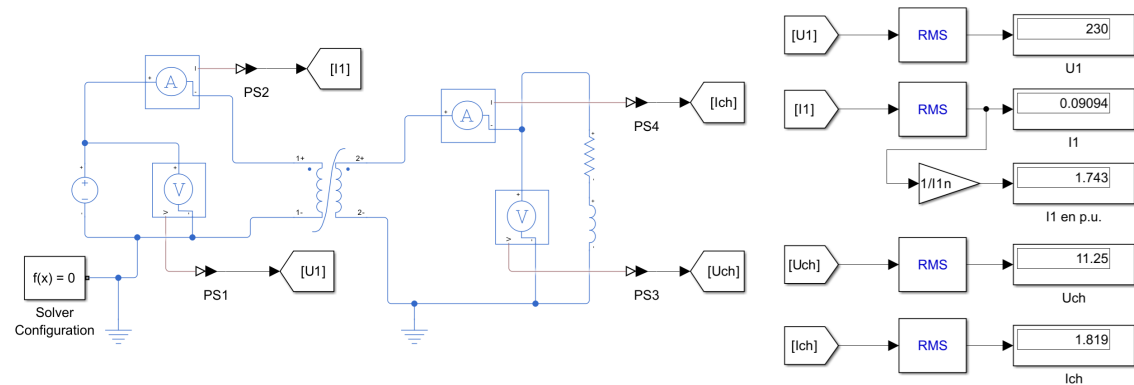 [U1]
RMS
230
U1
+
A
I
-
PS2
[I1]
[I1]
RMS
0.09094
I1
+
A
I
-
PS4
[Ich]
1+
2+
+
-
+
V
V
-
1-
2-
1/I1n
1.743
I1 en p.u.
+
-
+
V
V
-
+
-
f(x) = 0
Solver
Configuration
PS1
[U1]
PS3
[Uch]
[Uch]
RMS
11.25
Uch
[Ich]
RMS
1.819
Ich